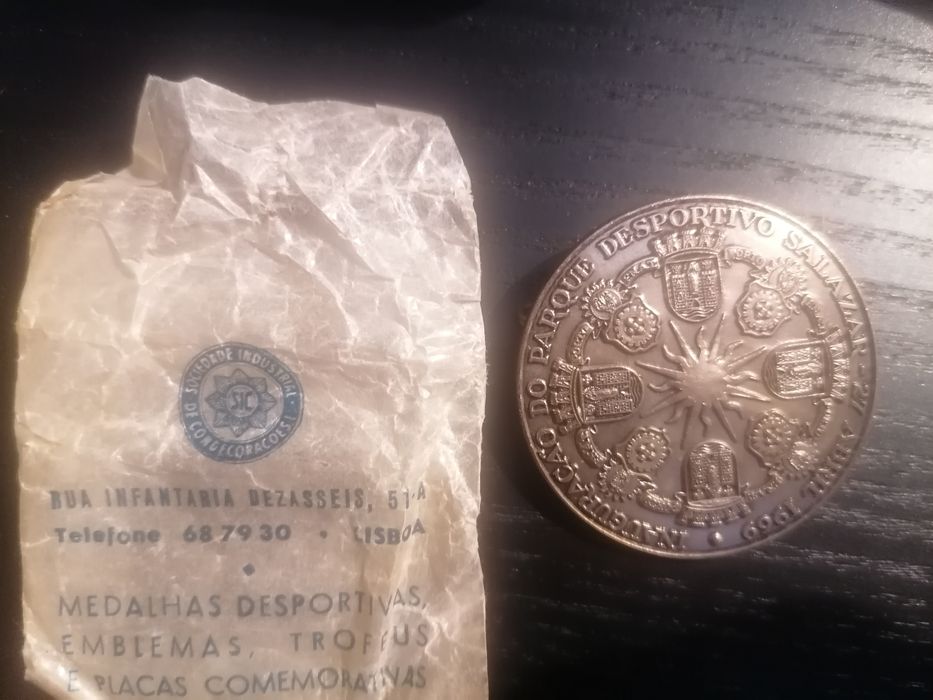 SOCIEDADE INDUSTRIAL
DE CONDECORAÇÕES
SIC
RUA INFANTARIA DEZASSEIS, 51-A
Telefone 68 79 30 • LISBOA
MEDALHAS DESPORTIVAS,
EMBLEMAS, TROFEUS
E PLACAS COMEMORATIVAS
INAUGURAÇÃO DO PARQUE DESPORTIVO SALAZAR - 27 ABRIL 1969 •